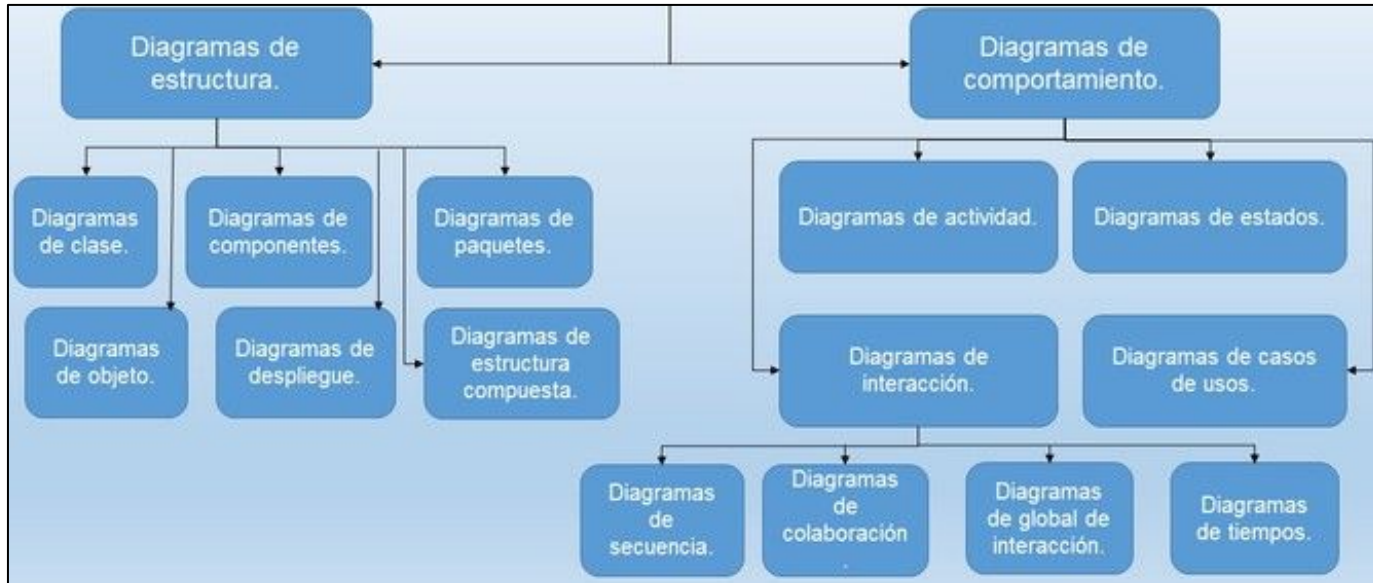 Diagramas de
estructura.
Diagramas de
comportamiento.
Diagramas
de clase.
Diagramas de
componentes.
Diagramas de
paquetes.
Diagramas de actividad.
Diagramas de estados.
Diagramas
de objeto.
Diagramas de
despliegue.
Diagramas de
estructura
compuesta.
Diagramas de
interacción.
Diagramas de casos
de usos.
Diagramas
de
secuencia.
Diagramas
de
colaboración
.
Diagramas
de global de
interacción.
Diagramas
de tiempos.